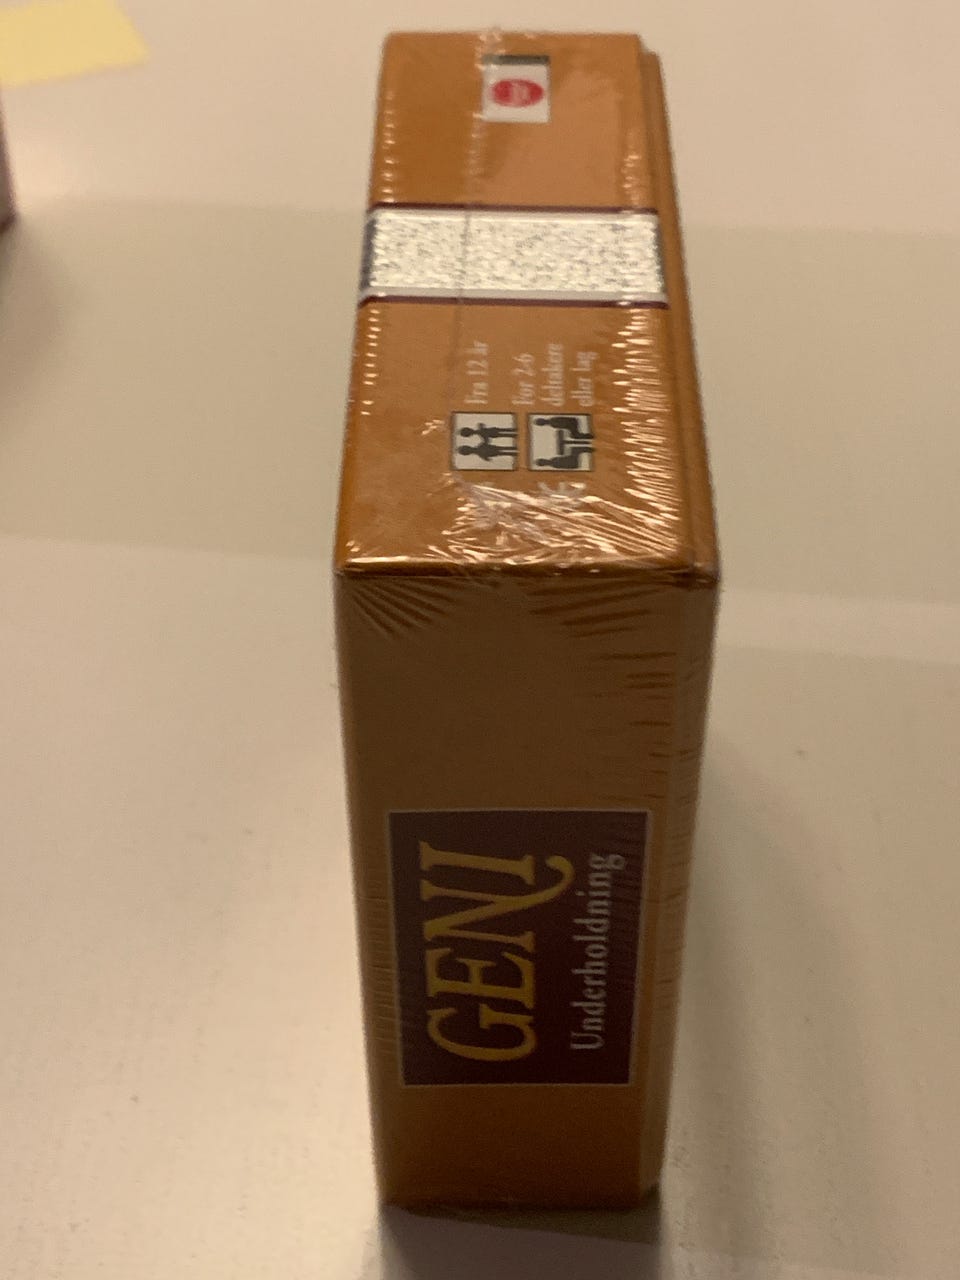 Fra 12 år
For 2-6
deltakere
eller lag
GENI
Underholdning